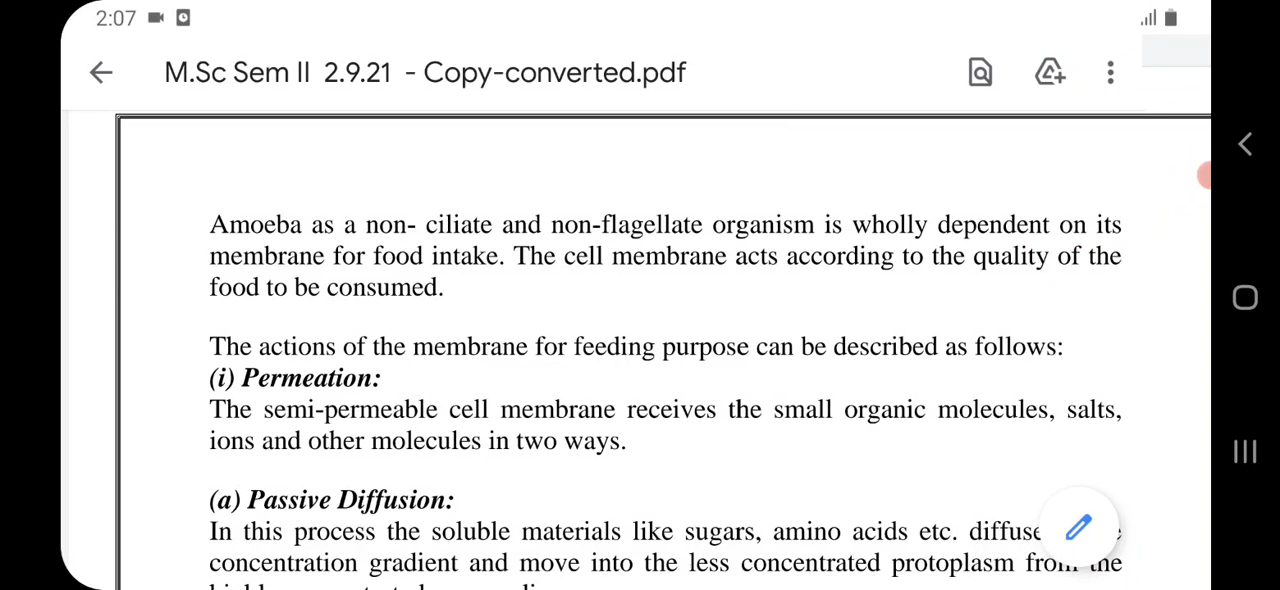 2:07
M.Sc Sem II 2.9.21 - Copy-converted.pdf
Amoeba as a non- ciliate and non-flagellate organism is wholly dependent on its
membrane for food intake. The cell membrane acts according to the quality of the
food to be consumed.
The actions of the membrane for feeding purpose can be described as follows:
(i) Permeation:
The semi-permeable cell membrane receives the small organic molecules, salts,
ions and other molecules in two ways.
(a) Passive Diffusion:
In this process the soluble materials like sugars, amino acids etc. diffuse
concentration gradient and move into the less concentrated protoplasm from the